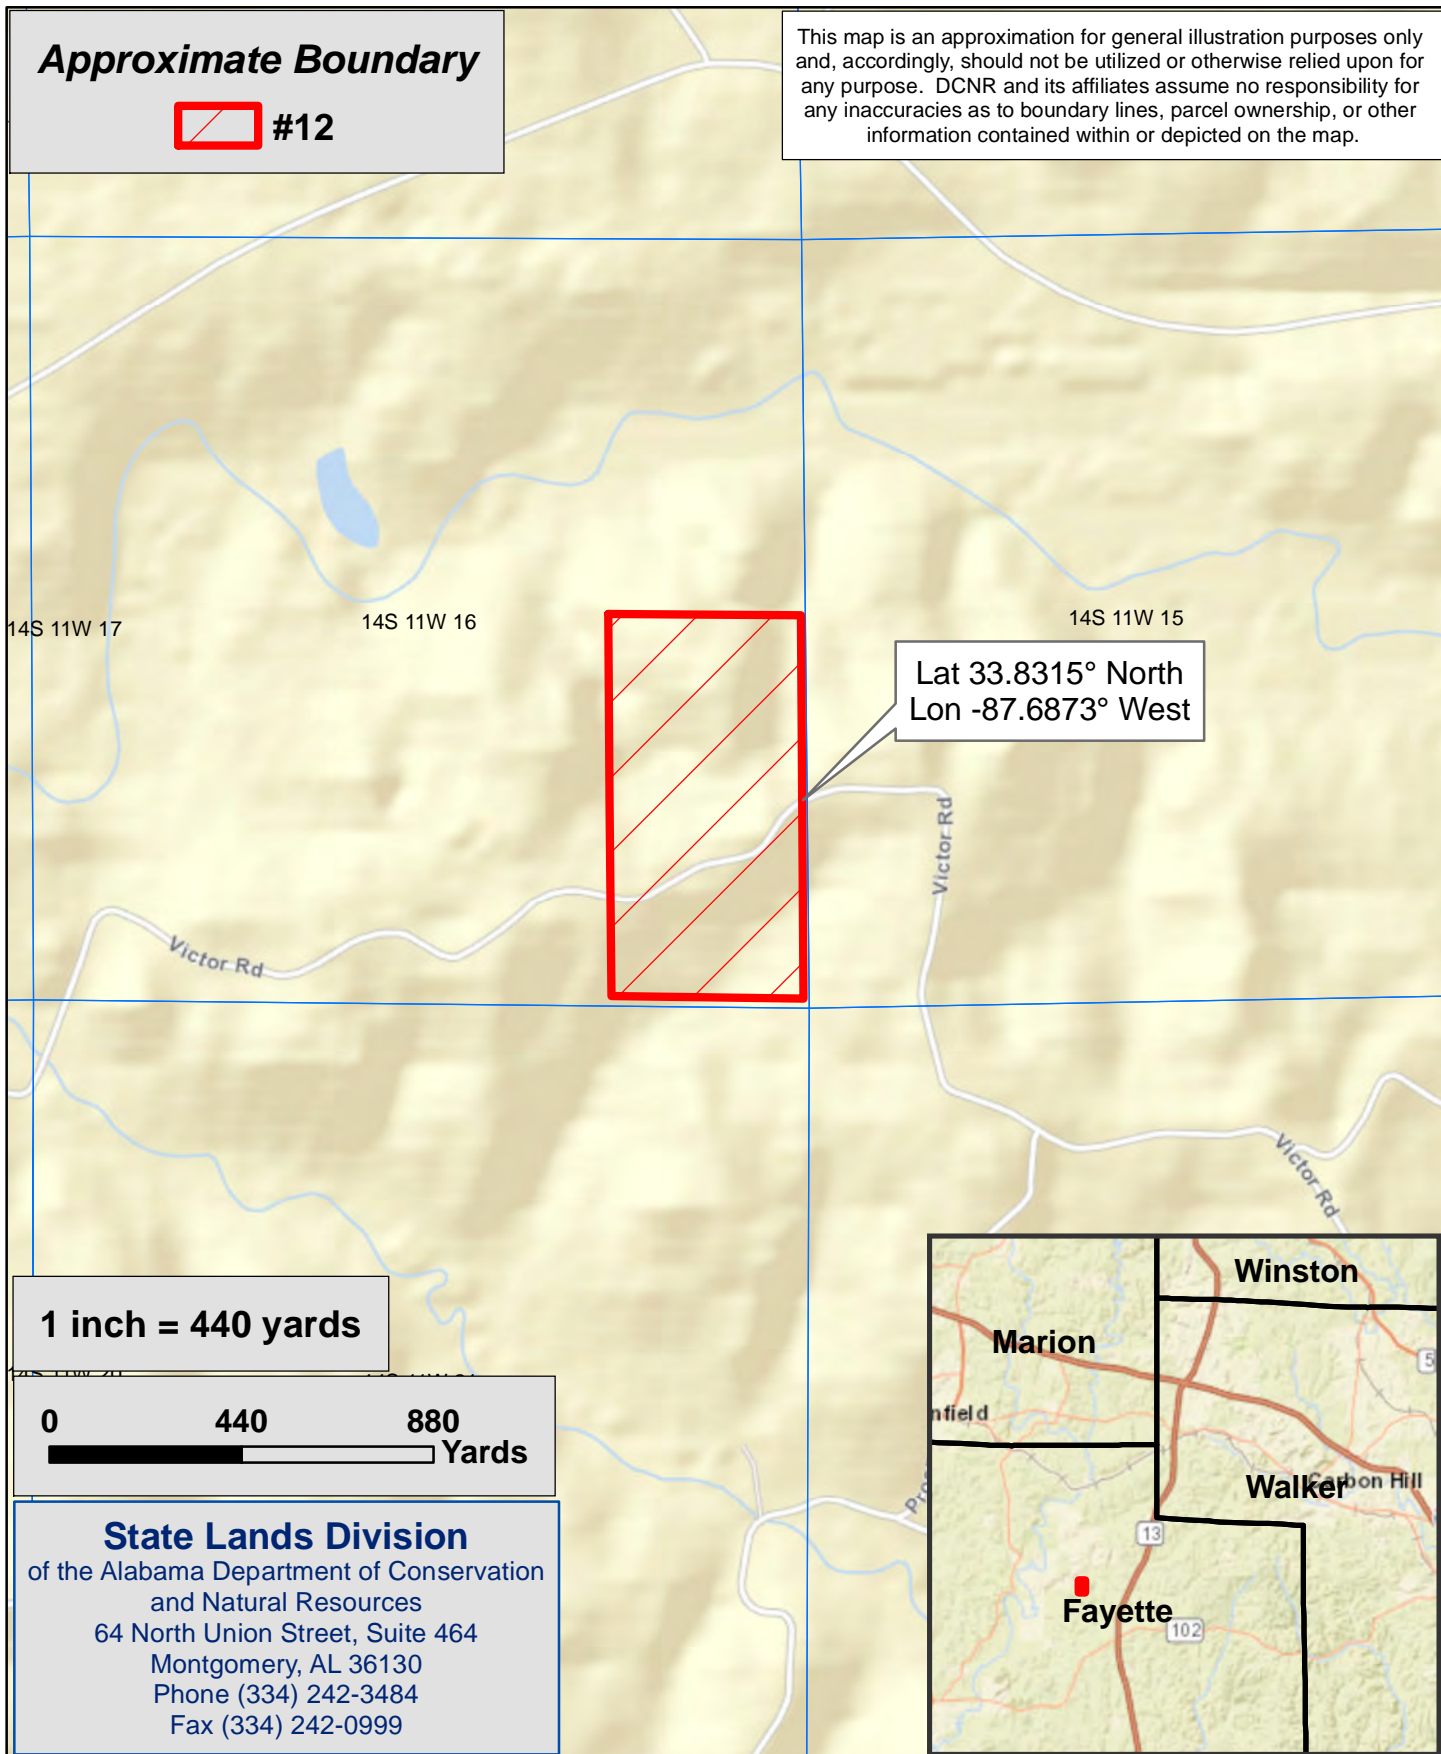 Approximate Boundary
#12
This map is an approximation for general illustration purposes only
and, accordingly, should not be utilized or otherwise relied upon for
any purpose. DCNR and its affiliates assume no responsibility for
any inaccuracies as to boundary lines, parcel ownership, or other
information contained within or depicted on the map.
14S 11W 17
14S 11W 16
14S 11W 15
Lat 33.8315° North
Lon -87.6873° West
Victor Rd
Victor Rd
Victor Rd
1 inch = 440 yards
0 440 880
Yards
State Lands Division
of the Alabama Department of Conservation
and Natural Resources
64 North Union Street, Suite 464
Montgomery, AL 36130
Phone (334) 242-3484
Fax (334) 242-0999
Winston
Marion
5
nfield
Walker
Carbon Hill
13
Fayette
102